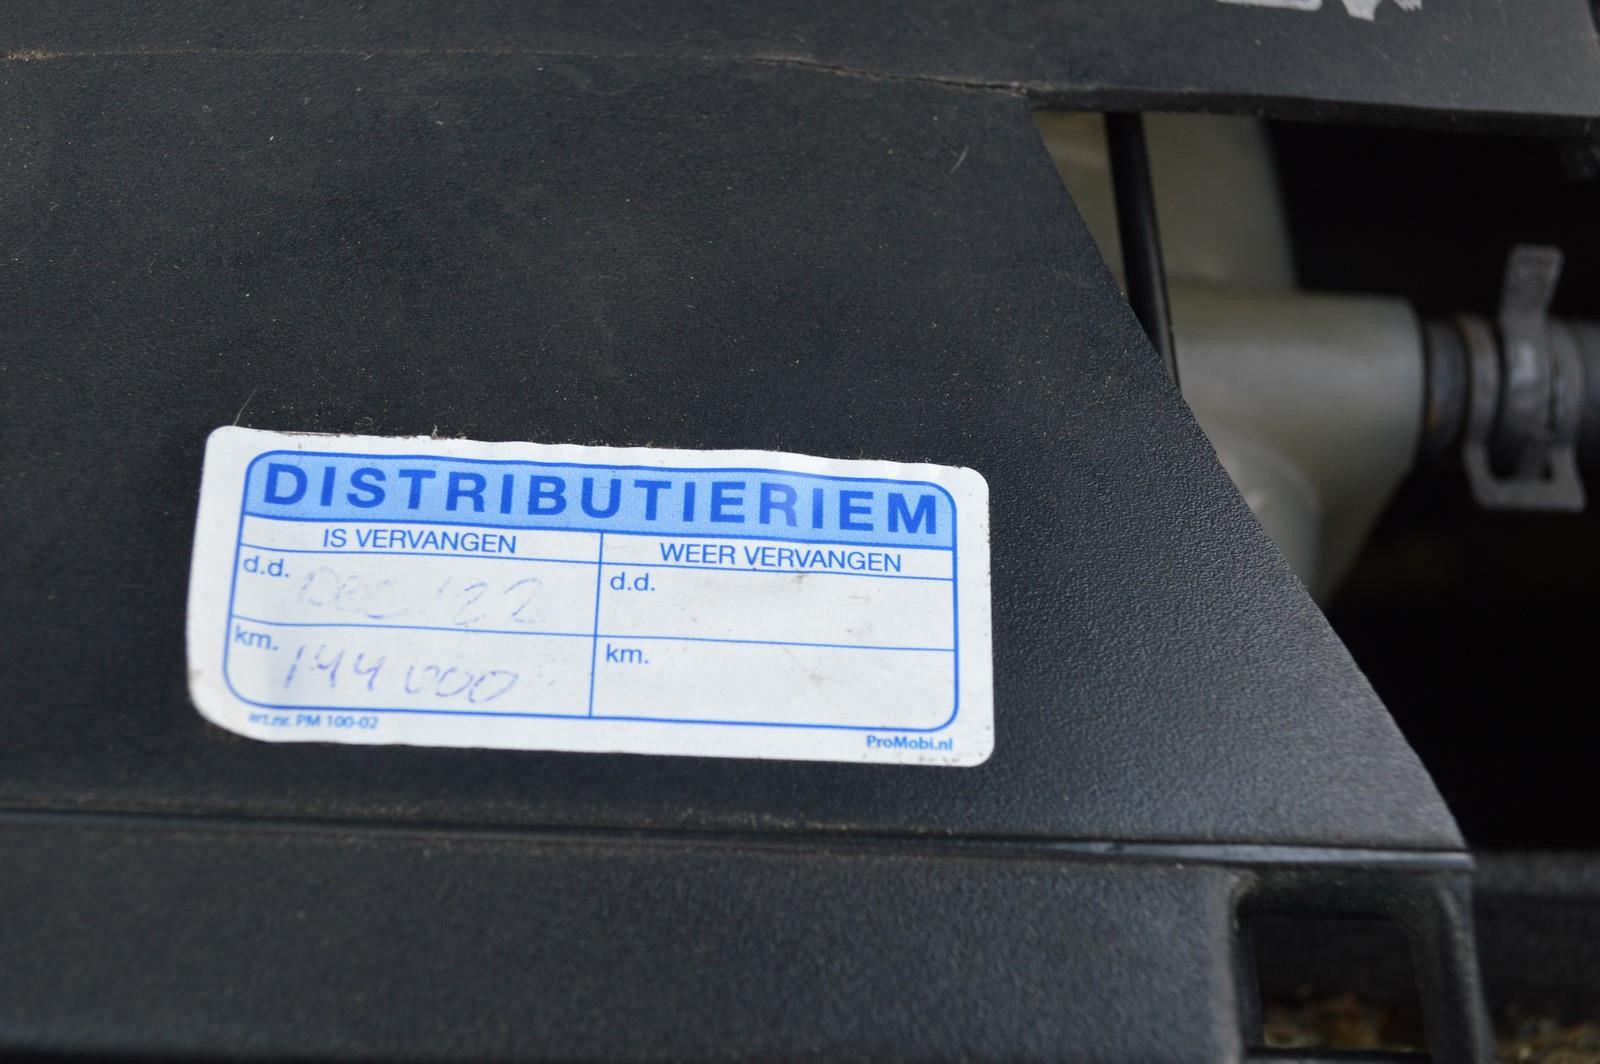 DISTRIBUTIERIEM
IS VERVANGEN
WEER VERVANGEN
d.d. Dec '22
d.d.
km. 144 000
km.
art.nr. PM 100-02
ProMobi.nl